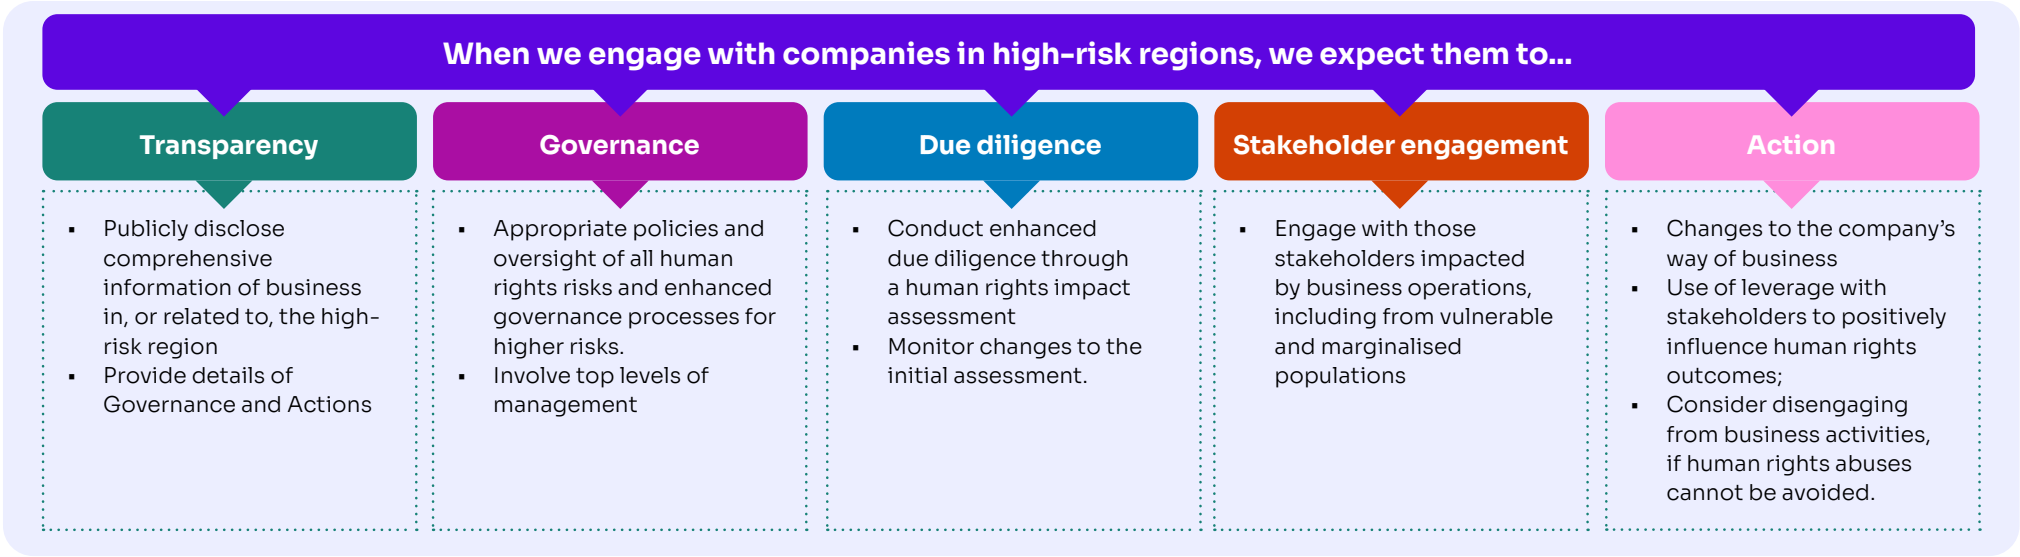 When we engage with companies in high-risk regions, we expect them to...
Transparency
▪ Publicly disclose
comprehensive
information of business
in, or related to, the high-
risk region
▪ Provide details of
Governance and Actions
Governance
▪ Appropriate policies and
oversight of all human
rights risks and enhanced
governance processes for
higher risks.
▪ Involve top levels of
management
Due diligence
▪ Conduct enhanced
due diligence through
a human rights impact
assessment
▪ Monitor changes to the
initial assessment.
Stakeholder engagement
▪ Engage with those
stakeholders impacted
by business operations,
including from vulnerable
and marginalised
populations
Action
▪ Changes to the company’s
way of business
▪ Use of leverage with
stakeholders to positively
influence human rights
outcomes;
▪ Consider disengaging
from business activities,
if human rights abuses
cannot be avoided.